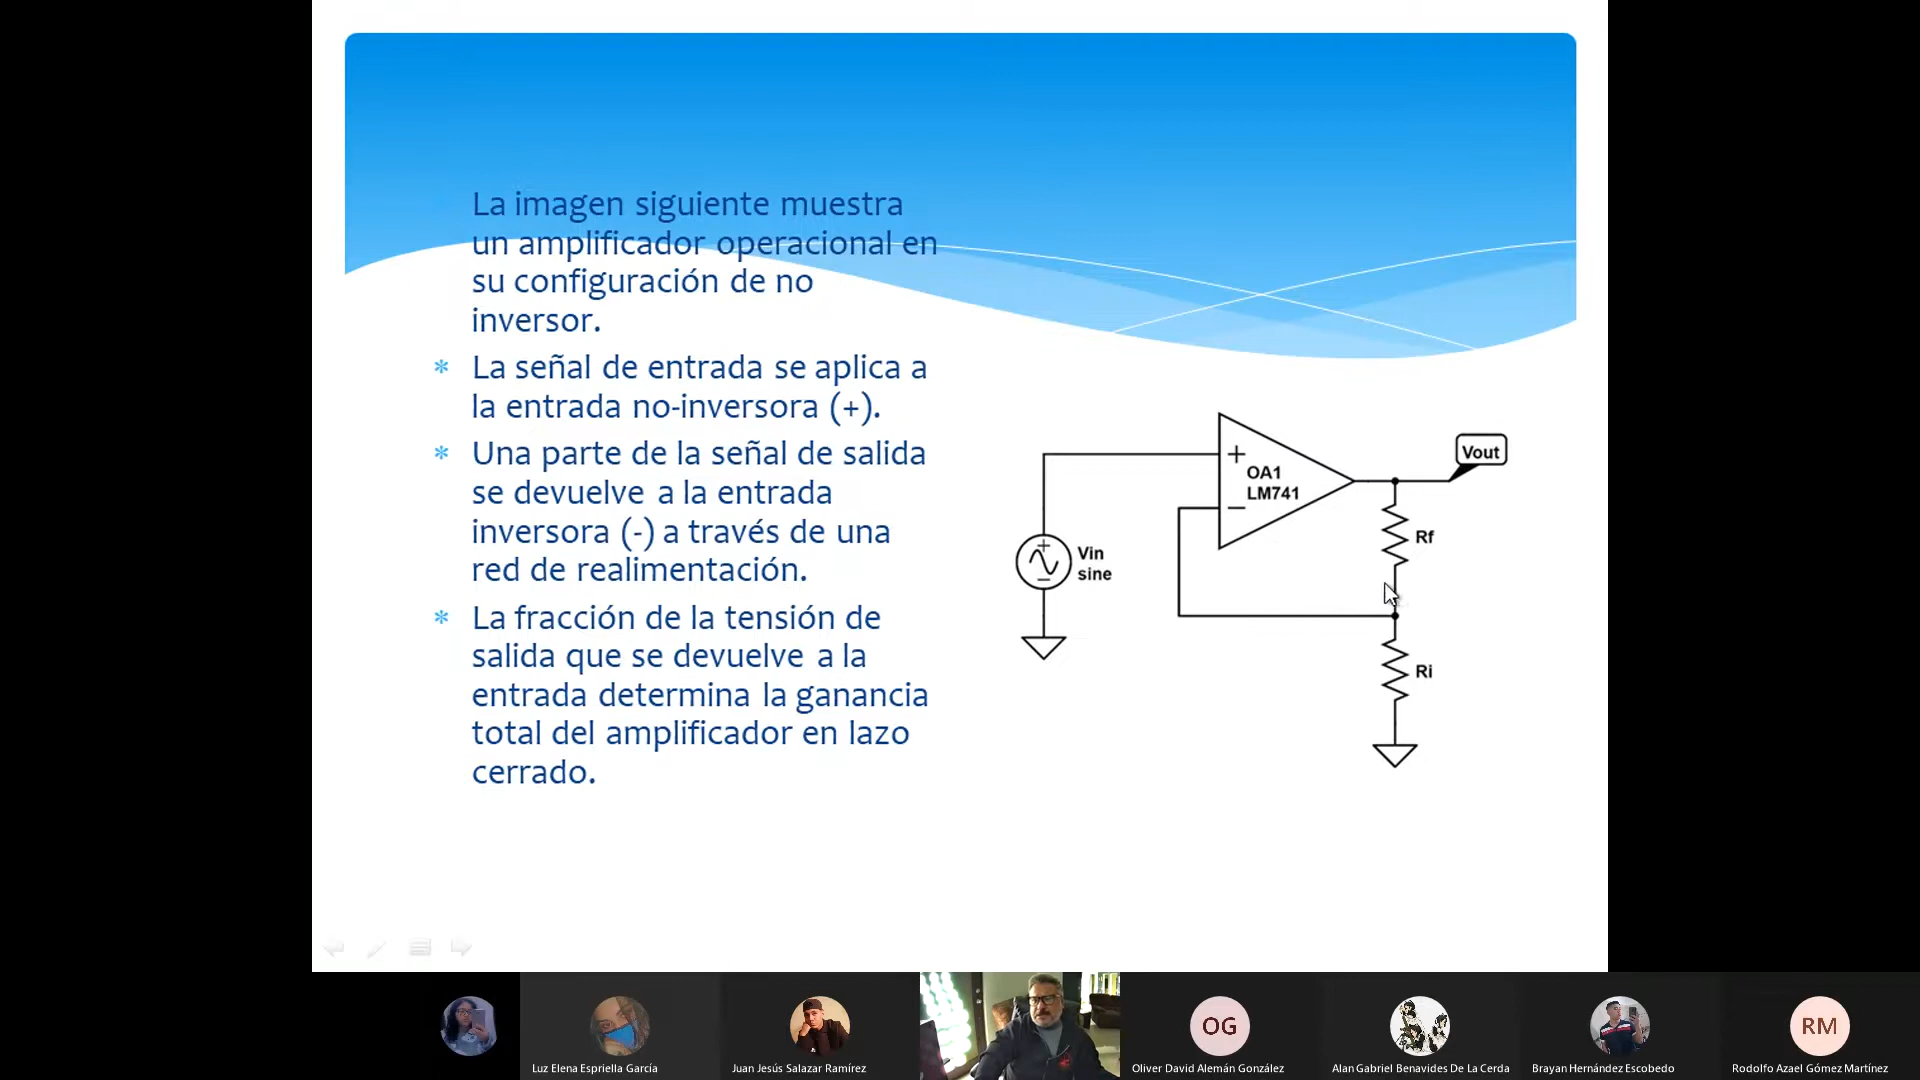 La imagen siguiente muestra
un amplificador operacional en
su configuración de no
inversor.
* La señal de entrada se aplica a
la entrada no-inversora (+).
* Una parte de la señal de salida
se devuelve a la entrada
inversora (-) a través de una
red de realimentación.
* La fracción de la tensión de
salida que se devuelve a la
entrada determina la ganancia
total del amplificador en lazo
cerrado.
+
OA1
LM741
−
Vout
Rf
Vin
sine
Ri
OG
RM
Luz Elena Espriella García
Juan Jesús Salazar Ramírez
Oliver David Alemán González
Alan Gabriel Benavides De La Cerda
Brayan Hernández Escobedo
Rodolfo Azael Gómez Martínez